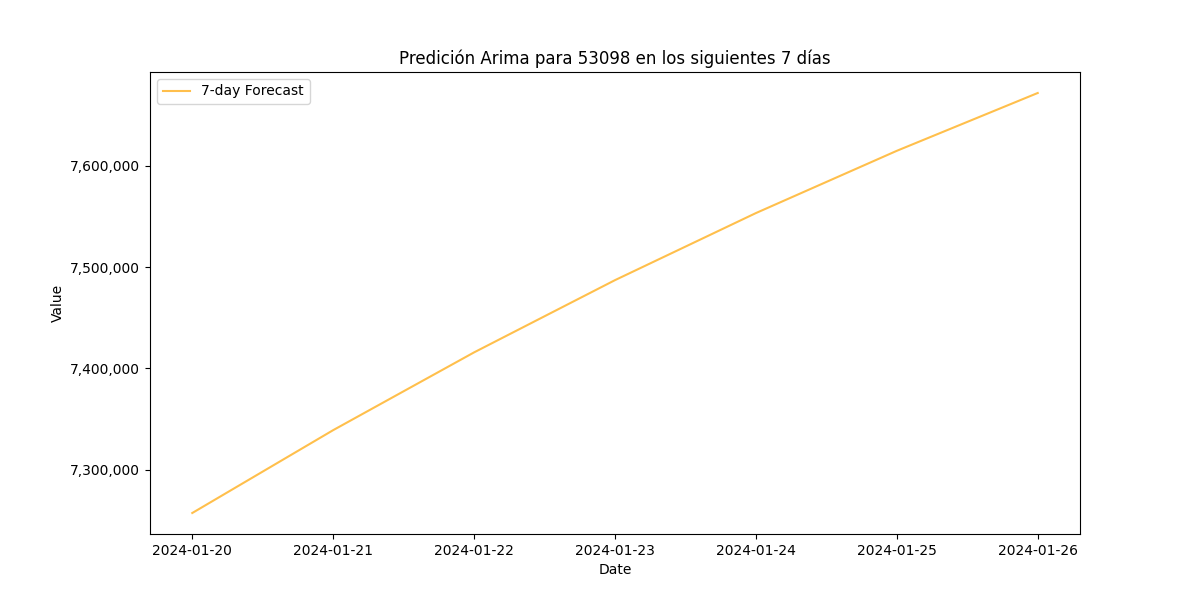 Predición Arima para 53098 en los siguientes 7 días
7-day Forecast
7,600,000
7,500,000
7,400,000
7,300,000
Value
2024-01-20 2024-01-21 2024-01-22 2024-01-23 2024-01-24 2024-01-25 2024-01-26
Date